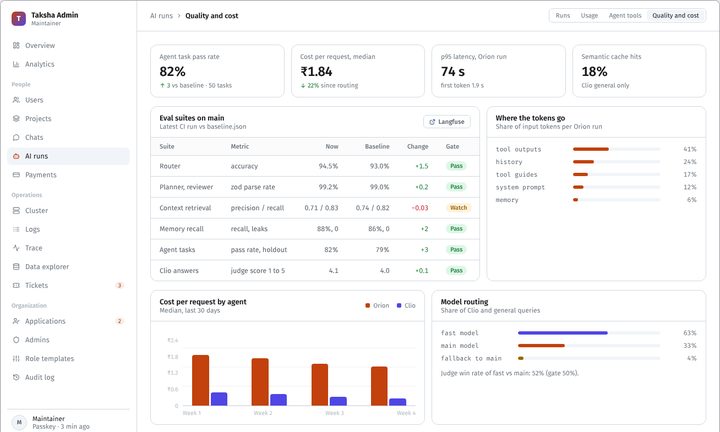 T
Taksha Admin
Maintainer
Overview
Analytics
People
Users
Projects
Chats
AI runs
Payments
Operations
Cluster
Logs
Trace
Data explorer
Tickets 3
Organization
Applications 2
Admins
Role templates
Audit log
M
Maintainer
Passkey · 3 min ago
AI runs > Quality and cost
Runs Usage Agent tools Quality and cost
Agent task pass rate
82%
↑ 3 vs baseline · 50 tasks
Cost per request, median
₹1.84
↓ 22% since routing
p95 latency, Orion run
74 s
first token 1.9 s
Semantic cache hits
18%
Clio general only
Eval suites on main
Latest CI run vs baseline.json
Langfuse
Suite Metric Now Baseline Change Gate
Router accuracy 94.5% 93.0% +1.5 Pass
Planner, reviewer zod parse rate 99.2% 99.0% +0.2 Pass
Context retrieval precision / recall 0.71 / 0.83 0.74 / 0.82 -0.03 Watch
Memory recall recall, leaks 88%, 0 86%, 0 +2 Pass
Agent tasks pass rate, holdout 82% 79% +3 Pass
Clio answers judge score 1 to 5 4.1 4.0 +0.1 Pass
Where the tokens go
Share of input tokens per Orion run
tool outputs 41%
history 24%
tool guides 17%
system prompt 12%
memory 6%
Cost per request by agent
Median, last 30 days
Orion Clio
₹2.4
₹1.8
₹1.2
₹0.6
0
Week 1 Week 2 Week 3 Week 4
Model routing
Share of Clio and general queries
fast model 63%
main model 33%
fallback to main 4%
Judge win rate of fast vs main: 52% (gate 50%).